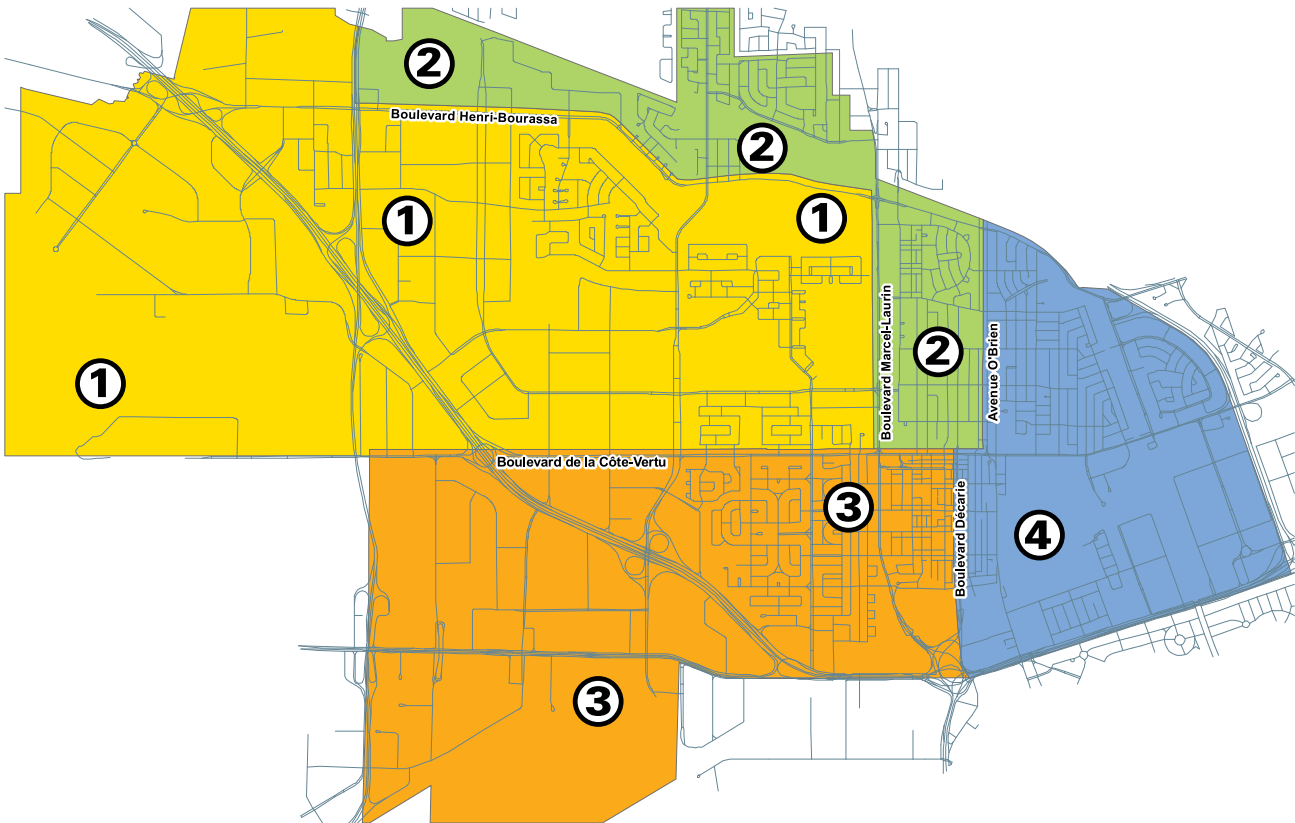 2
Boulevard Henri-Bourassa
2
1
1
Boulevard Marcel-Laurin
2
Avenue O'Brien
1
Boulevard de la Côte-Vertu
3
Boulevard Décarie
4
3